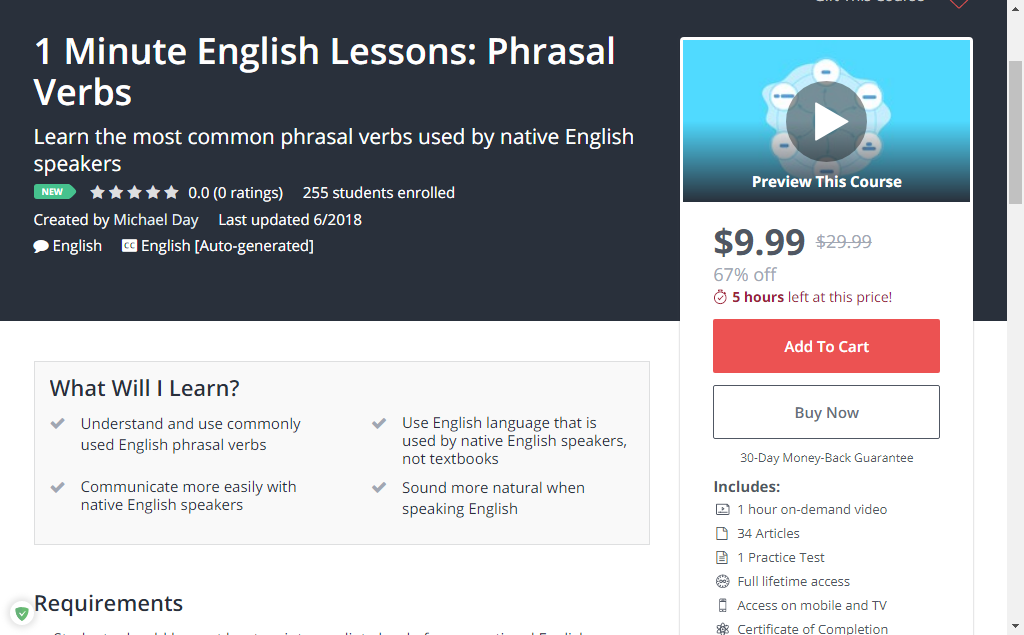 Gift This Course
1 Minute English Lessons: Phrasal
Verbs
Learn the most common phrasal verbs used by native English
speakers
NEW 0.0 (0 ratings) 255 students enrolled
Created by Michael Day Last updated 6/2018
English CC English [Auto-generated]
Preview This Course
$9.99 $29.99
67% off
5 hours left at this price!
Add To Cart
Buy Now
30-Day Money-Back Guarantee
Includes:
1 hour on-demand video
34 Articles
1 Practice Test
Full lifetime access
Access on mobile and TV
Certificate of Completion
What Will I Learn?
Understand and use commonly
used English phrasal verbs
Communicate more easily with
native English speakers
Use English language that is
used by native English speakers,
not textbooks
Sound more natural when
speaking English
Requirements